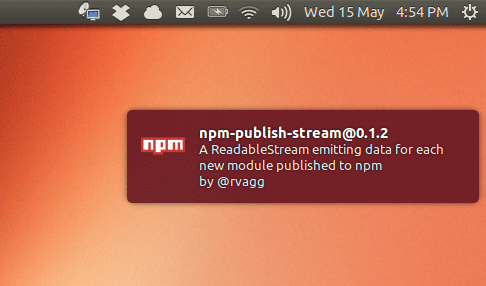 Wed 15 May 4:54 PM
npm
npm-publish-stream@0.1.2
A ReadableStream emitting data for each
new module published to npm
by @rvagg